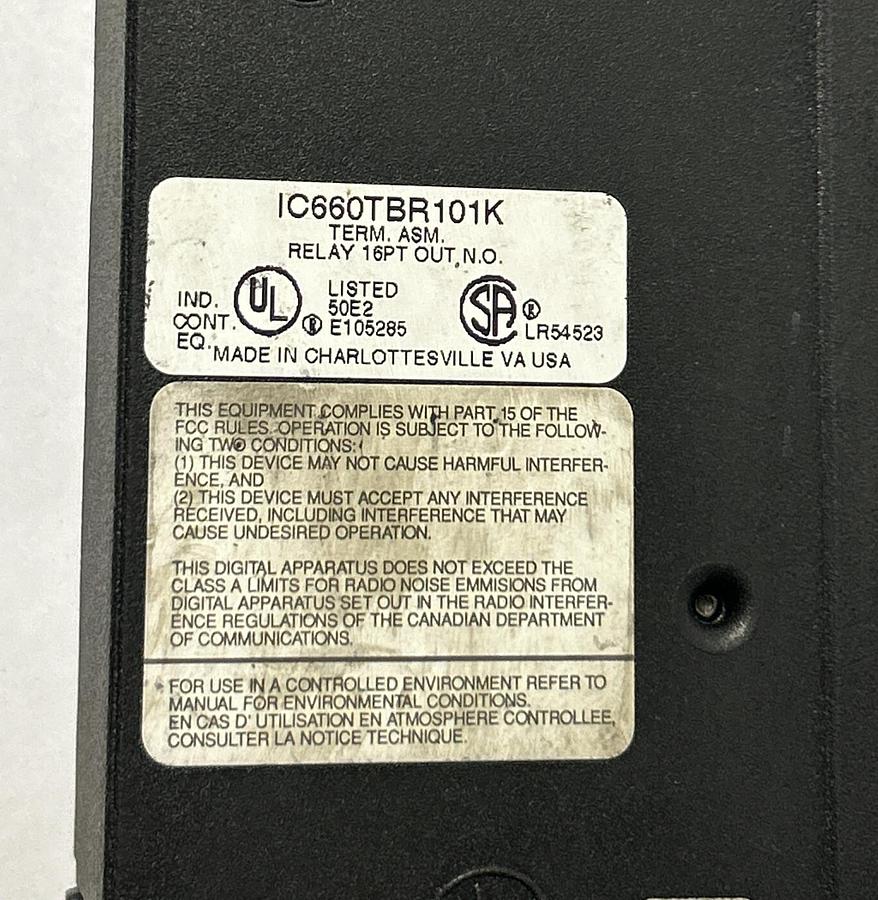 IC660TBR101K
TERM. ASM.
RELAY 16PT OUT N.O.
IND.
CONT.
EQ.
UL
®
LISTED
50E2
E105285
SA
®
LR54523
MADE IN CHARLOTTESVILLE VA USA
THIS EQUIPMENT COMPLIES WITH PART 15 OF THE
FCC RULES. OPERATION IS SUBJECT TO THE FOLLOW-
ING TWO CONDITIONS:
(1) THIS DEVICE MAY NOT CAUSE HARMFUL INTERFER-
ENCE, AND
(2) THIS DEVICE MUST ACCEPT ANY INTERFERENCE
RECEIVED, INCLUDING INTERFERENCE THAT MAY
CAUSE UNDESIRED OPERATION.
THIS DIGITAL APPARATUS DOES NOT EXCEED THE
CLASS A LIMITS FOR RADIO NOISE EMMISIONS FROM
DIGITAL APPARATUS SET OUT IN THE RADIO INTERFER-
ENCE REGULATIONS OF THE CANADIAN DEPARTMENT
OF COMMUNICATIONS.
FOR USE IN A CONTROLLED ENVIRONMENT REFER TO
MANUAL FOR ENVIRONMENTAL CONDITIONS.
EN CAS D' UTILISATION EN ATMOSPHERE CONTROLLEE,
CONSULTER LA NOTICE TECHNIQUE.